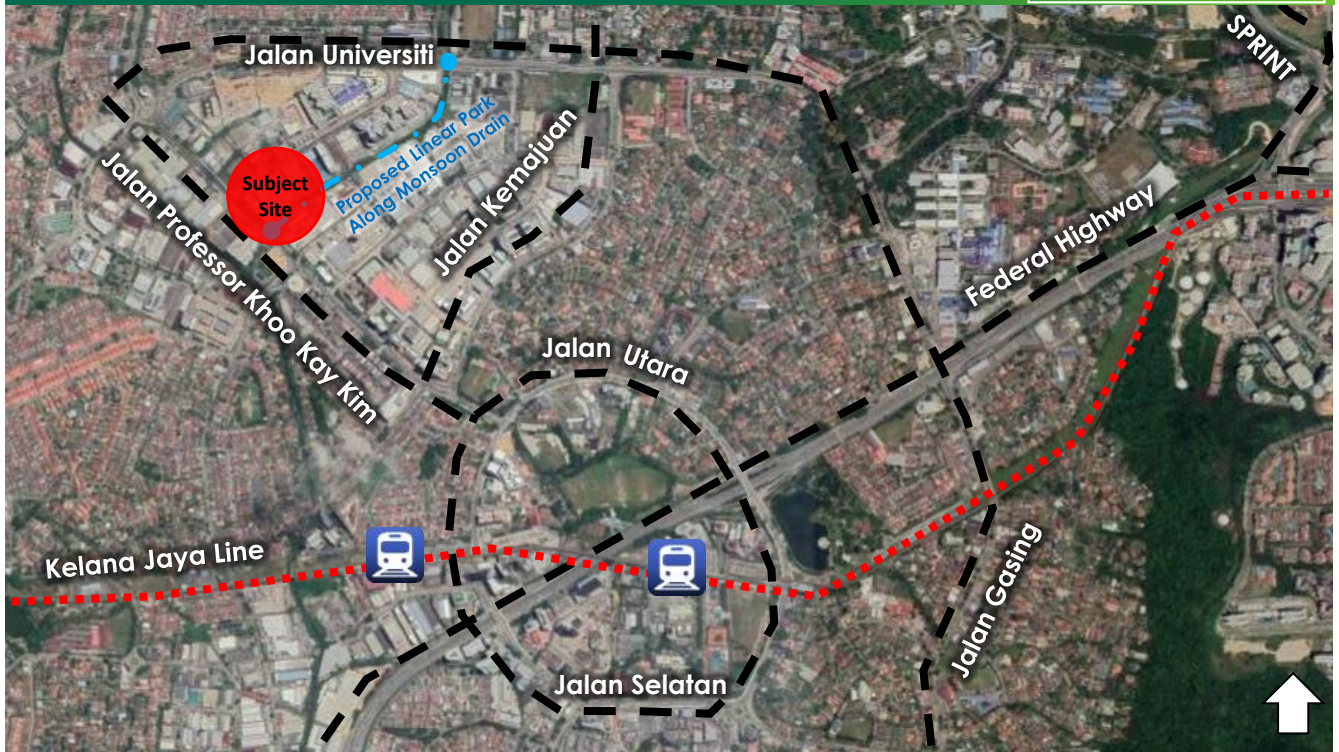 SPRINT
Jalan Universiti
Proposed Linear Park
Along Monsoon Drain
Jalan Kemajuan
Subject
Site
Jalan Professor Khoo Kay Kim
Federal Highway
Jalan Utara
Kelana Jaya Line
Jalan Gasing
Jalan Selatan